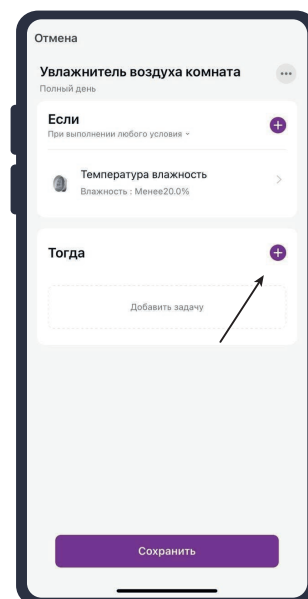 Отмена
Увлажнитель воздуха комната
Полный день
Если
При выполнении любого условия
Температура влажность
Влажность : Менее20.0%
Тогда
Добавить задачу
Сохранить